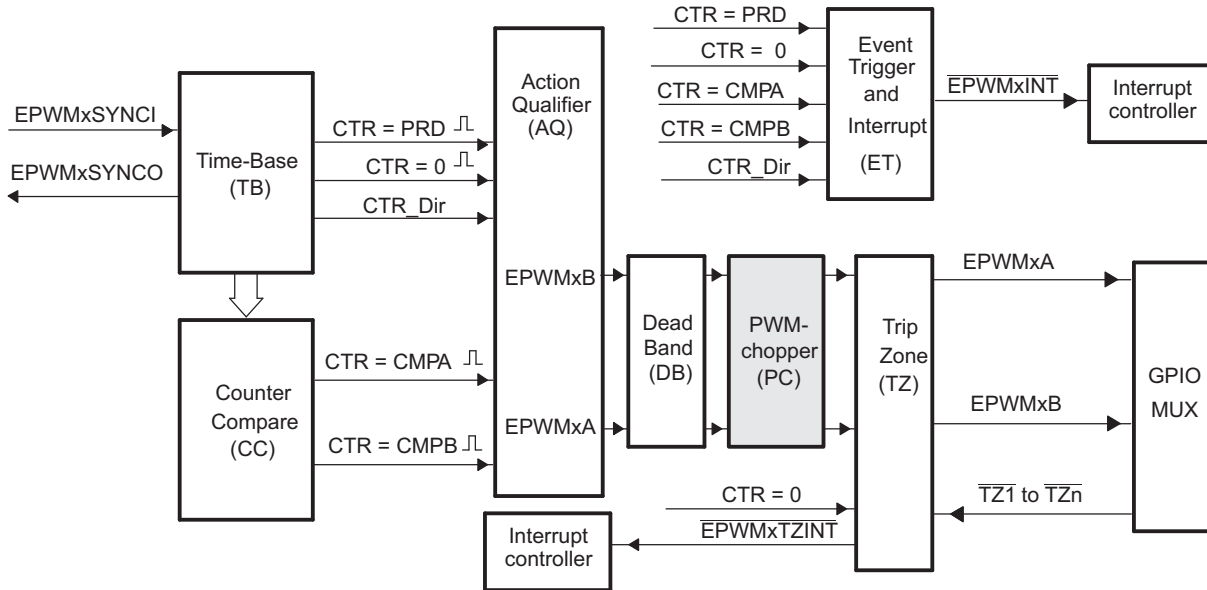 EPWMxSYNCI
EPWMxSYNCO
Time-Base
(TB)
CTR = PRD
CTR = 0
CTR_Dir
Counter
Compare
(CC)
CTR = CMPA
CTR = CMPB
Action
Qualifier
(AQ)
EPWMxB
EPWMxA
CTR = PRD
CTR = 0
CTR = CMPA
CTR = CMPB
CTR_Dir
Event
Trigger
and
Interrupt
(ET)
EPWMxINT
Interrupt
controller
Dead
Band
(DB)
PWM-
chopper
(PC)
Trip
Zone
(TZ)
EPWMxA
EPWMxB
TZ1 to TZn
GPIO
MUX
CTR = 0
EPWMxTZINT
Interrupt
controller